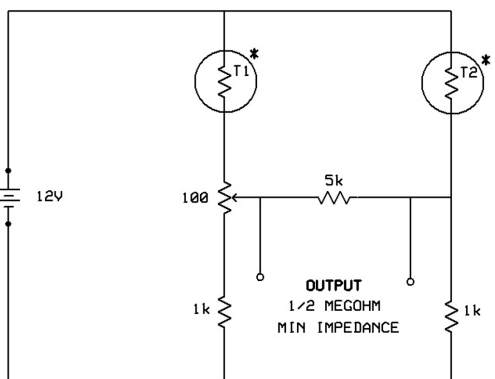 *
T1
*
T2
5k
100
12V
OUTPUT
1/2 MEGOHM
MIN IMPEDANCE
1k
1k